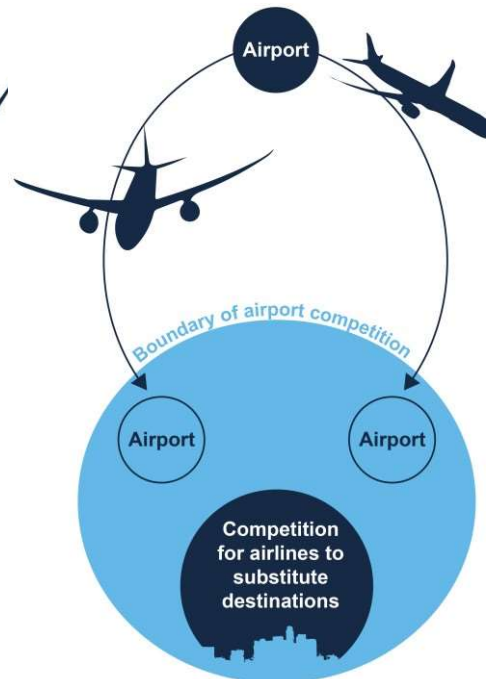 Airport
Boundary of airport competition
Airport
Airport
Competition
for airlines to
substitute
destinations